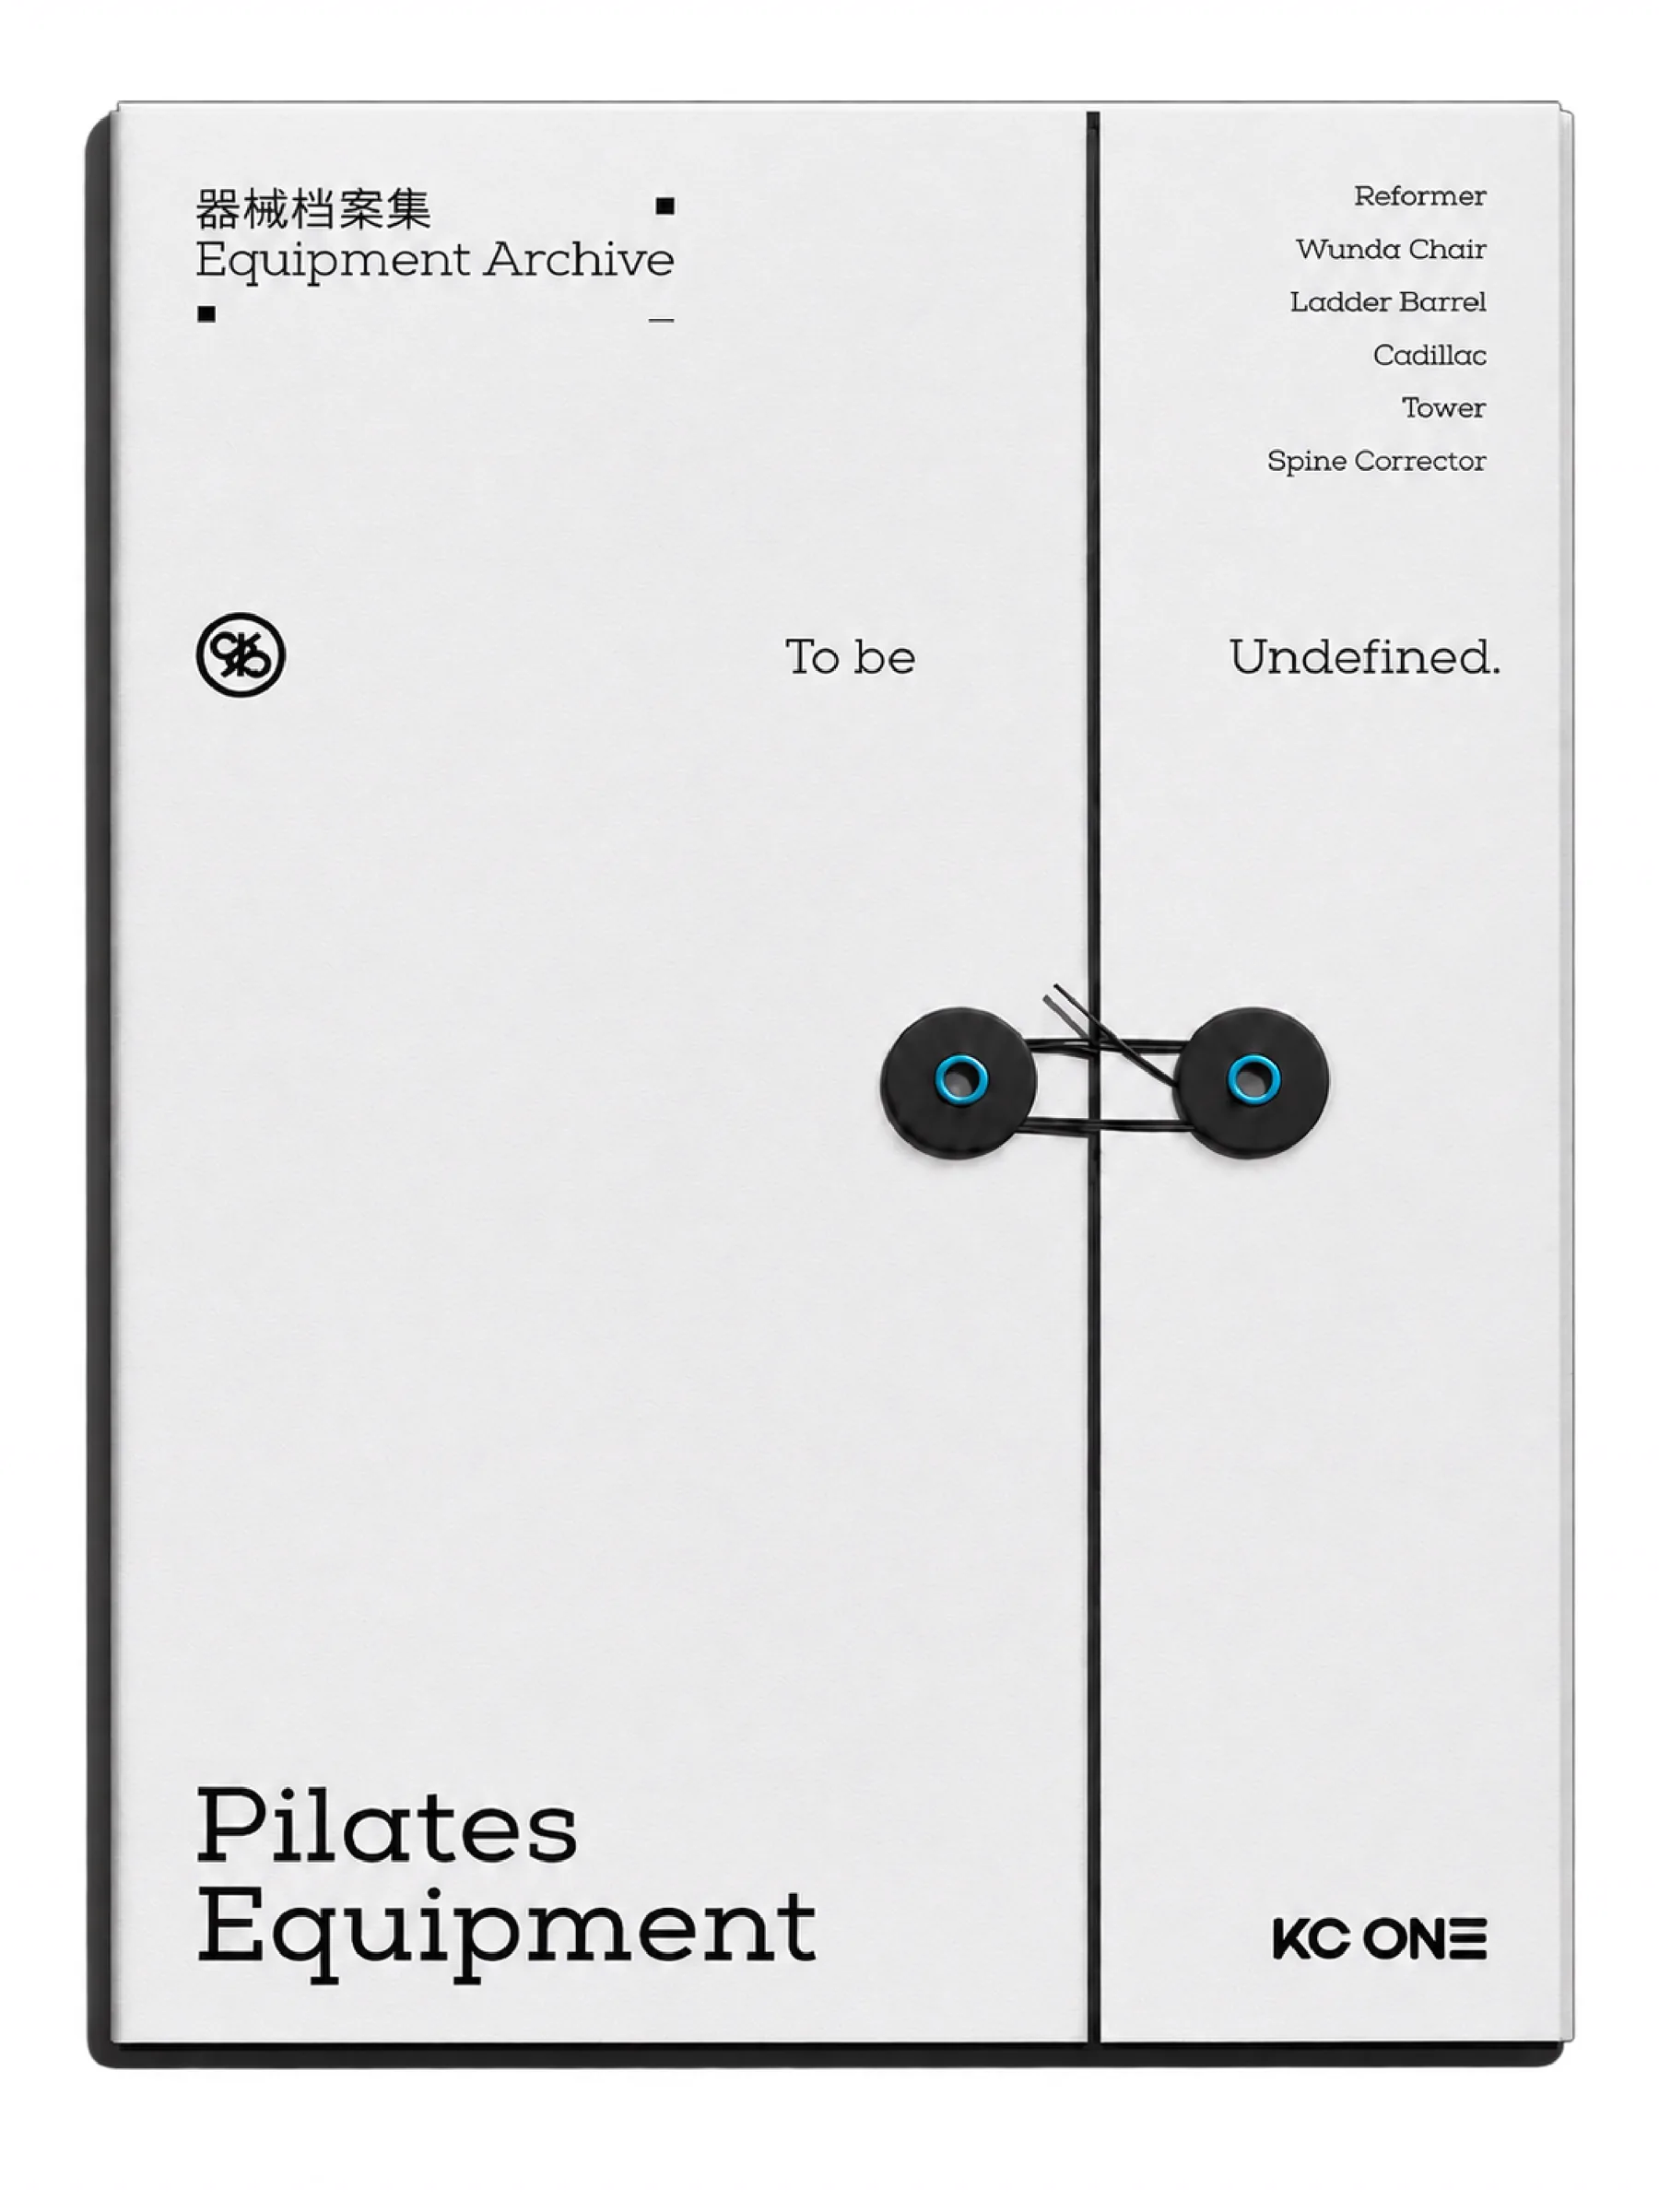 器械档案集
Equipment Archive
Reformer
Wunda Chair
Ladder Barrel
Cadillac
Tower
Spine Corrector
To be
Undefined.
Pilates
Equipment
KC ONE